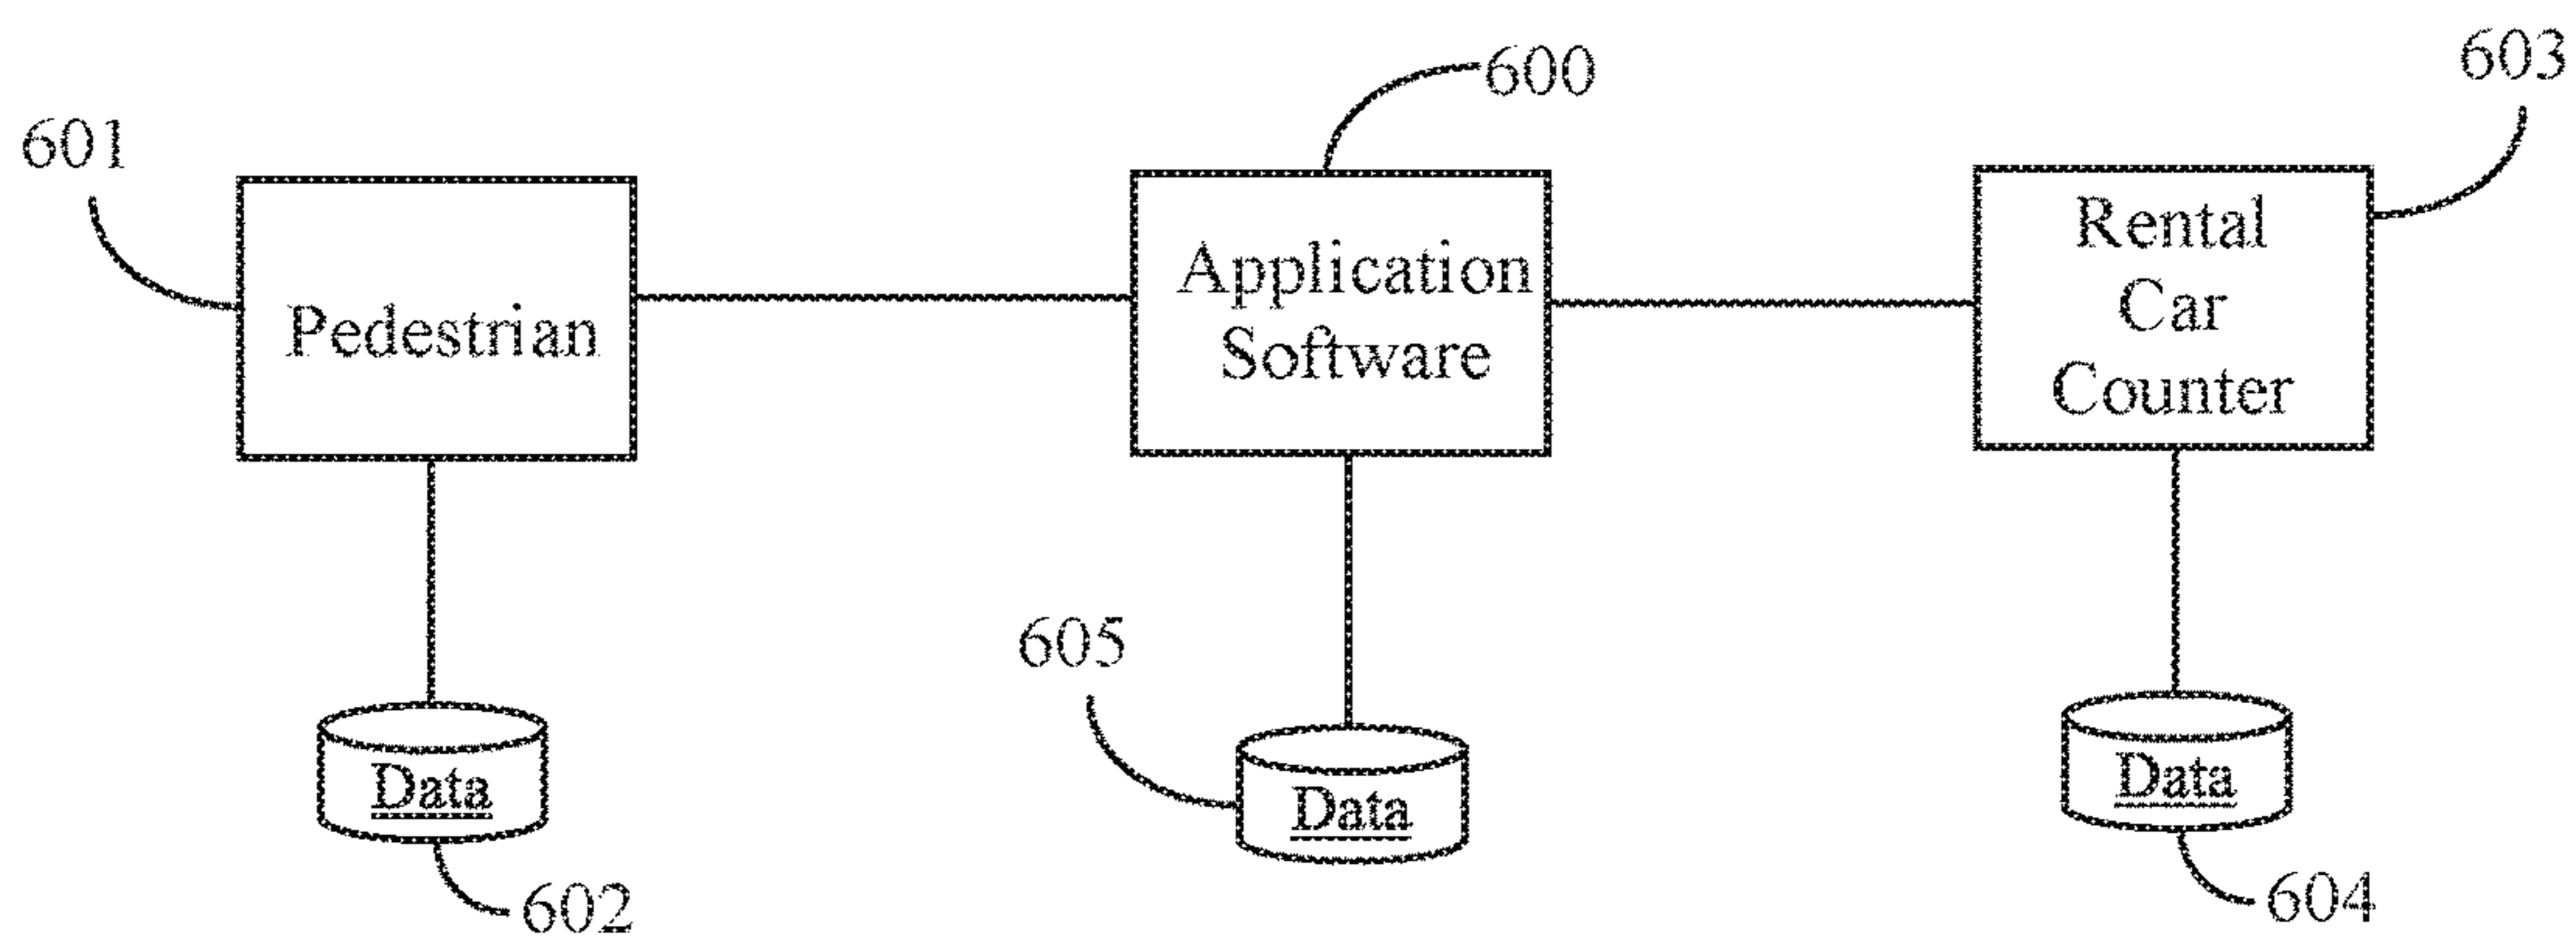 600
603
601
Pedestrian
Application
Software
Rental
Car
Counter
605
Data
Data
Data
602
604